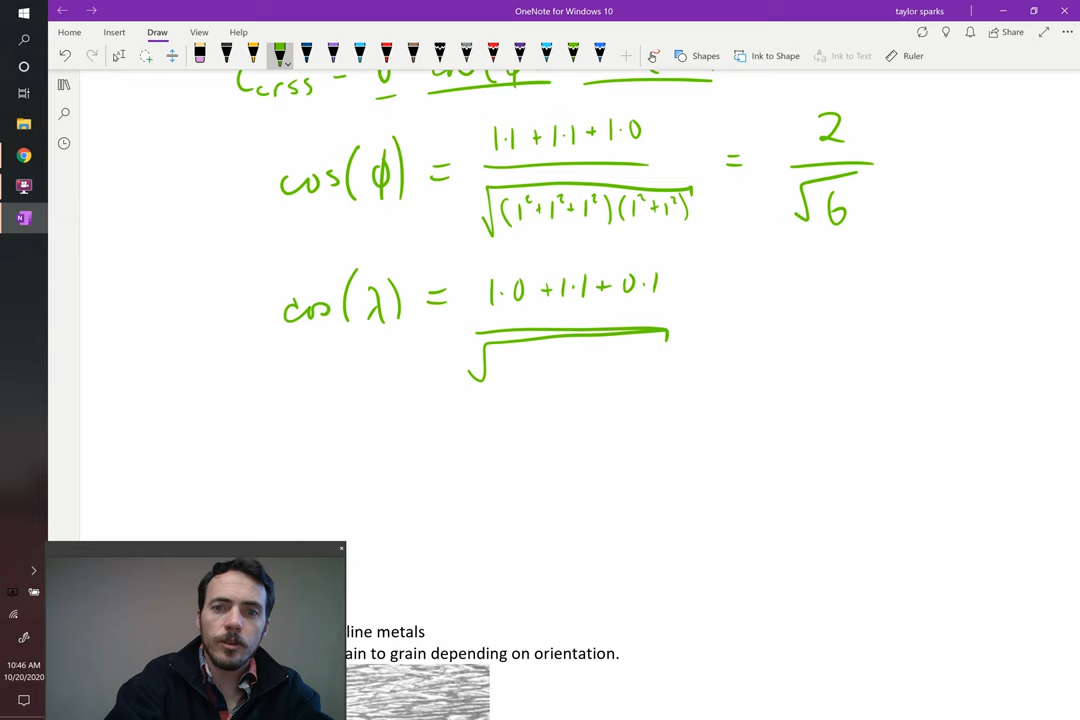 OneNote for Windows 10
taylor sparks
Home Insert Draw View Help
Share
Shapes Ink to Shape Ink to Text Ruler
τcrss = σ cos(φ
cos(φ) = 1·1 + 1·1 + 1·0 / √(1²+1²+1²)(1²+1²) = 2 / √6
cos(λ) = 1·0 + 1·1 + 0·1 / √
line metals
ain to grain depending on orientation.
10:46 AM
10/20/2020